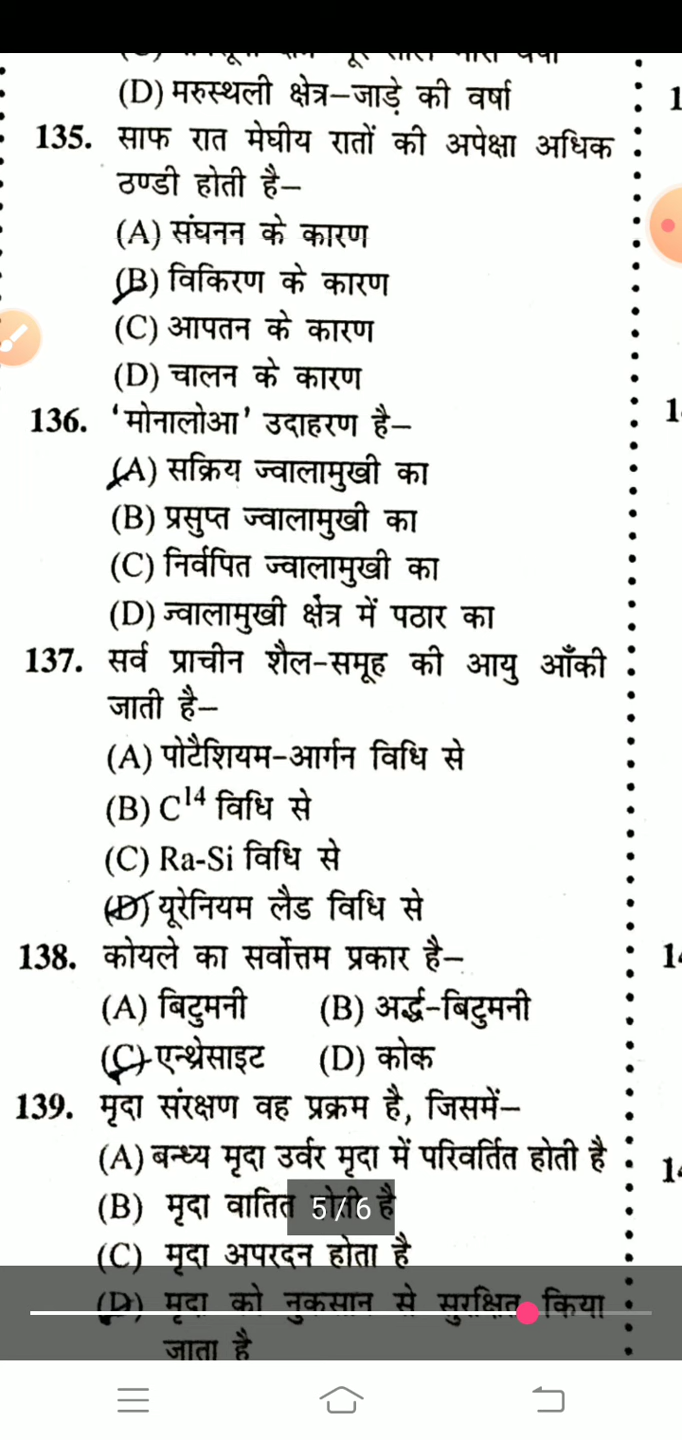 (D) मरुस्थली क्षेत्र–जाड़े की वर्षा
135. साफ रात मेघीय रातों की अपेक्षा अधिक
ठण्डी होती है–
(A) संघनन के कारण
(B) विकिरण के कारण
(C) आपतन के कारण
(D) चालन के कारण
136. ‘मोनालोआ’ उदाहरण है–
(A) सक्रिय ज्वालामुखी का
(B) प्रसुप्त ज्वालामुखी का
(C) निर्वपित ज्वालामुखी का
(D) ज्वालामुखी क्षेत्र में पठार का
137. सर्व प्राचीन शैल-समूह की आयु आँकी
जाती है–
(A) पोटैशियम-आर्गन विधि से
(B) C¹⁴ विधि से
(C) Ra-Si विधि से
(D) यूरेनियम लैड विधि से
138. कोयले का सर्वोत्तम प्रकार है–
(A) बिटुमनी (B) अर्द्ध-बिटुमनी
(C) एन्थ्रेसाइट (D) कोक
139. मृदा संरक्षण वह प्रक्रम है, जिसमें–
(A) बन्ध्य मृदा उर्वर मृदा में परिवर्तित होती है
(B) मृदा वातित होती है
5 / 6
(C) मृदा अपरदन होता है
(D) मृदा को नुकसान से सुरक्षित किया
जाता है